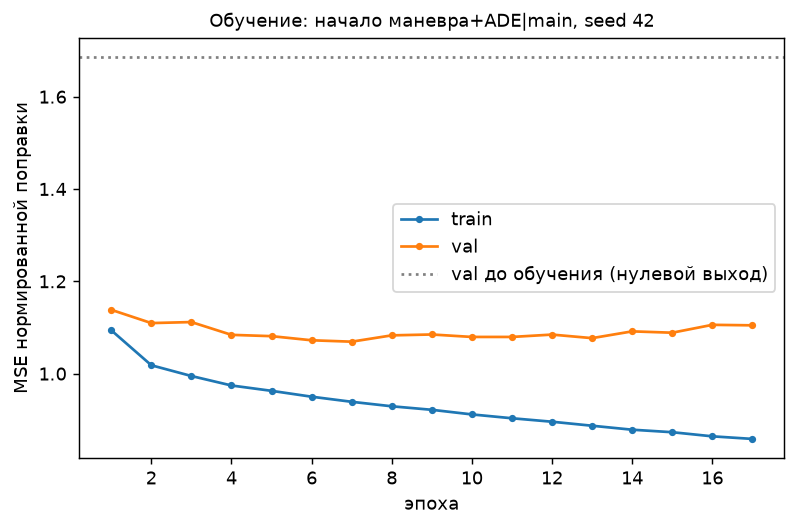 Обучение: начало маневра+ADE|main, seed 42
MSE нормированной поправки
1.6
1.4
1.2
1.0
train
val
val до обучения (нулевой выход)
2 4 6 8 10 12 14 16
эпоха